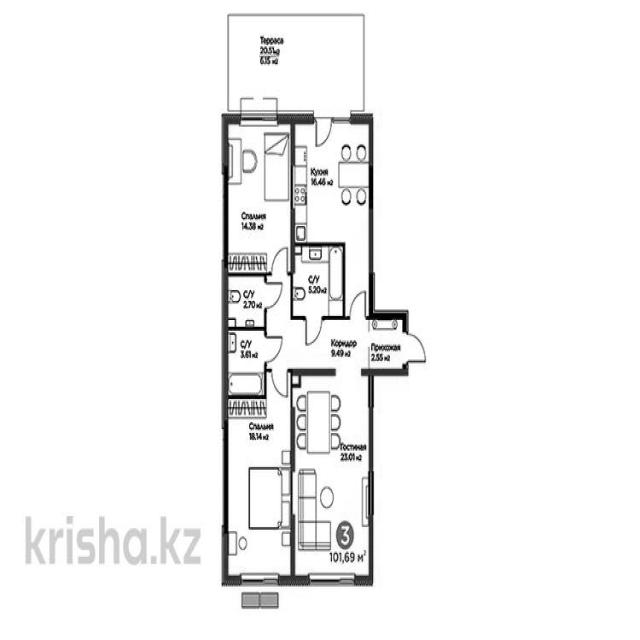 Терраса
20.51м2
6.15 м2
Кухня
16.46 м2
Спальня
14.38 м2
С/У
5.20 м2
С/У
2.70 м2
С/У
3.61 м2
Коридор
9.49 м2
Прихожая
2.55 м2
Спальня
18.14 м2
Гостиная
23.01 м2
3
101,69 м2
krisha.kz